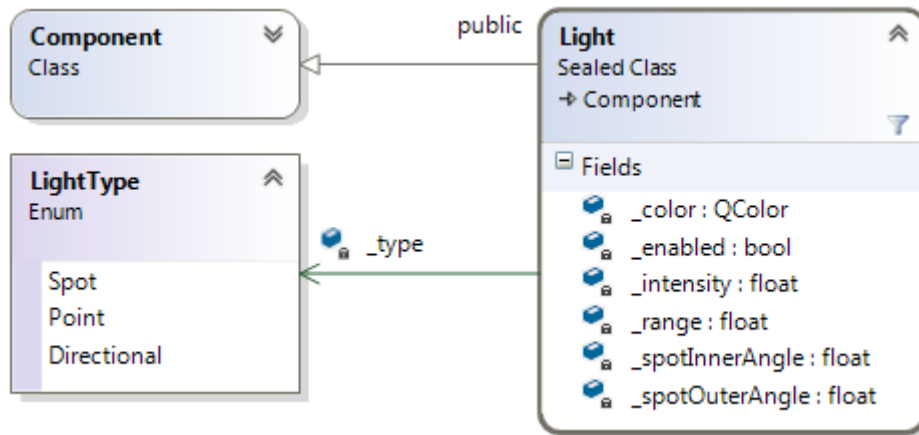 Component
Class
public
Light
Sealed Class
Component
Fields
_color : QColor
_enabled : bool
_intensity : float
_range : float
_spotInnerAngle : float
_spotOuterAngle : float
LightType
Enum
Spot
Point
Directional
_type